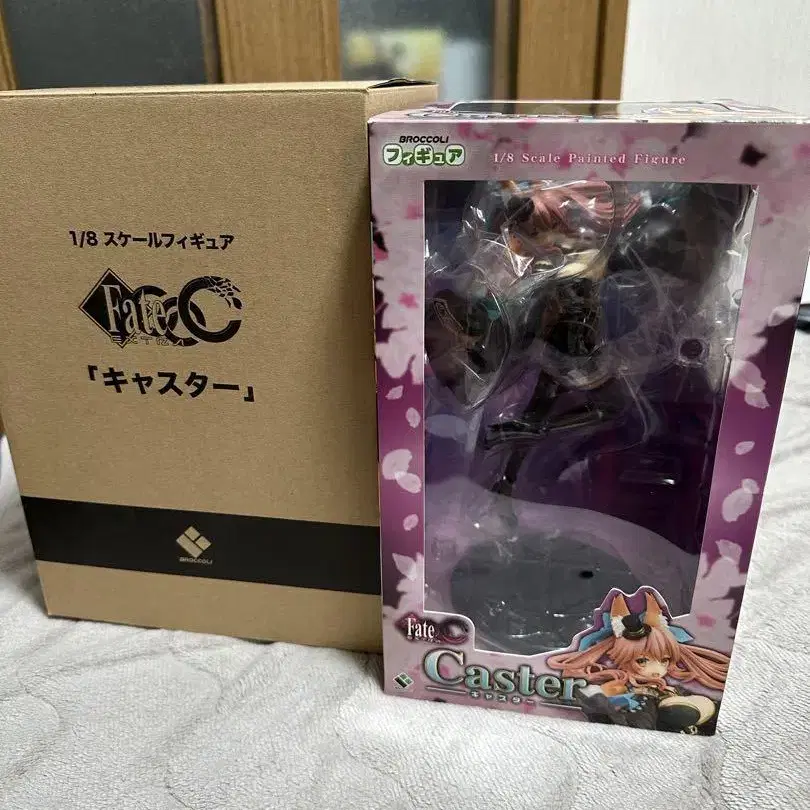 1/8 スケールフィギュア
Fate
EXTRA
CCC
「キャスター」
BROCCOLI
BROCCOLI
フィギュア
1/8 Scale Painted Figure
Fate
Caster
キャスター